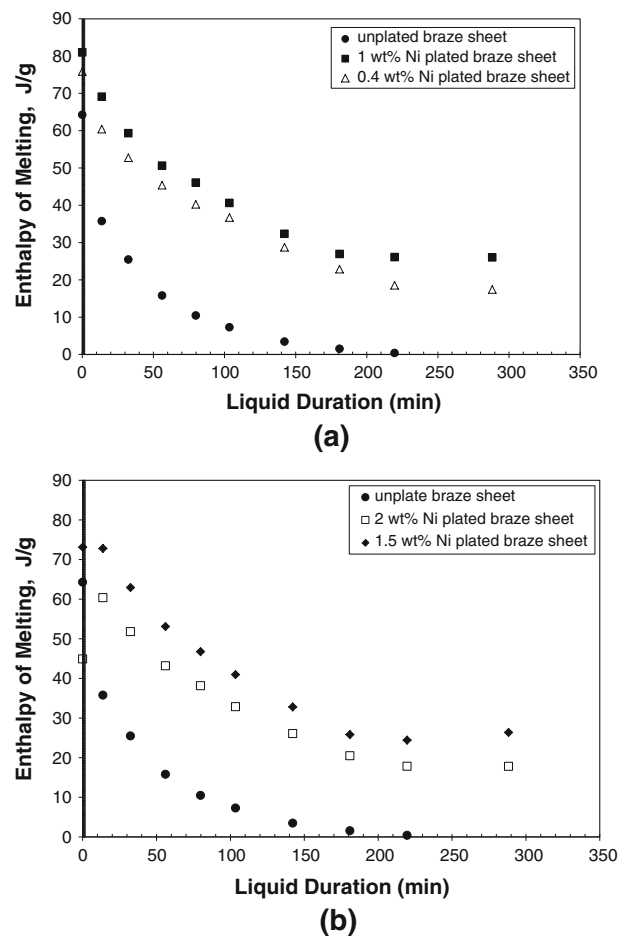 90
80
70
60
50
40
30
20
10
0
Enthalpy of Melting, J/g
unplated braze sheet
1 wt% Ni plated braze sheet
0.4 wt% Ni plated braze sheet
0 50 100 150 200 250 300 350
Liquid Duration (min)
(a)
90
80
70
60
50
40
30
20
10
0
Enthalpy of Melting, J/g
unplate braze sheet
2 wt% Ni plated braze sheet
1.5 wt% Ni plated braze sheet
0 50 100 150 200 250 300 350
Liquid Duration (min)
(b)